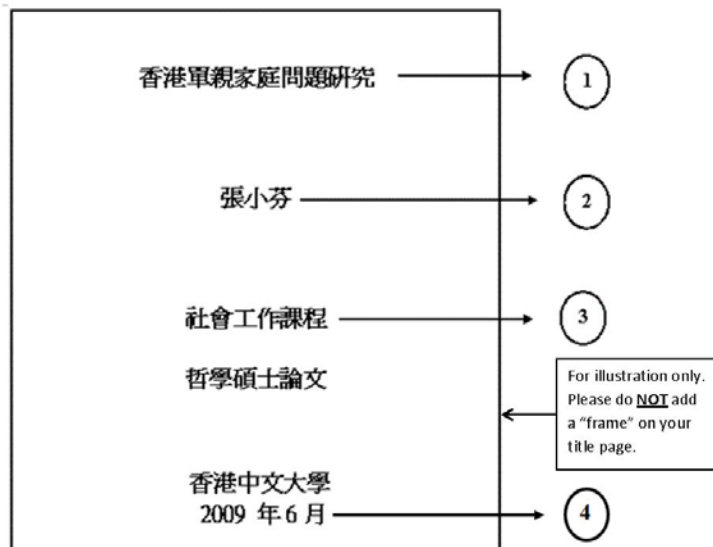 香港單親家庭問題研究
1
張小芬
2
社會工作課程
3
哲學碩士論文
For illustration only.
Please do NOT add
a “frame” on your
title page.
香港中文大學
2009 年 6 月
4